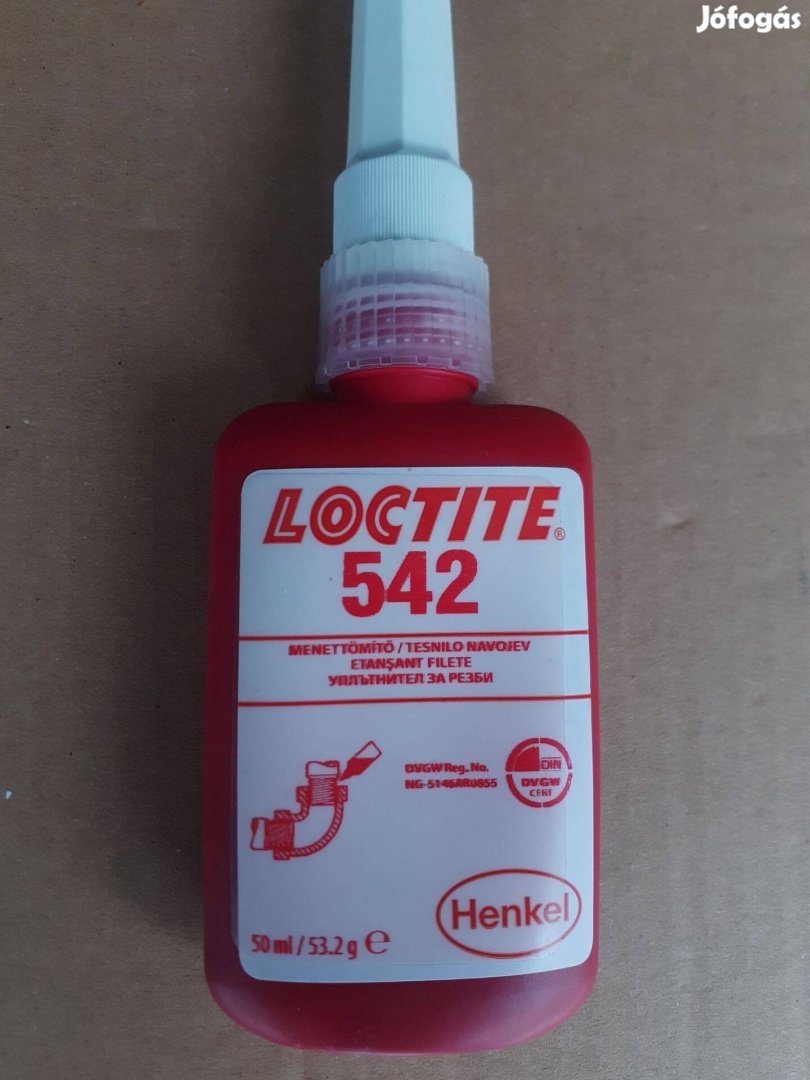 Jófogás
LOCTITE®
542
MENETTÖMÍTŐ / TESNILO NAVOJEV
ETANŞANT FILETE
УПЛЪТНИТЕЛ ЗА РЕЗБИ
DVGW Reg. No.
DIN
DVGW
CERT
Henkel
50 ml / 53.2 g ℮